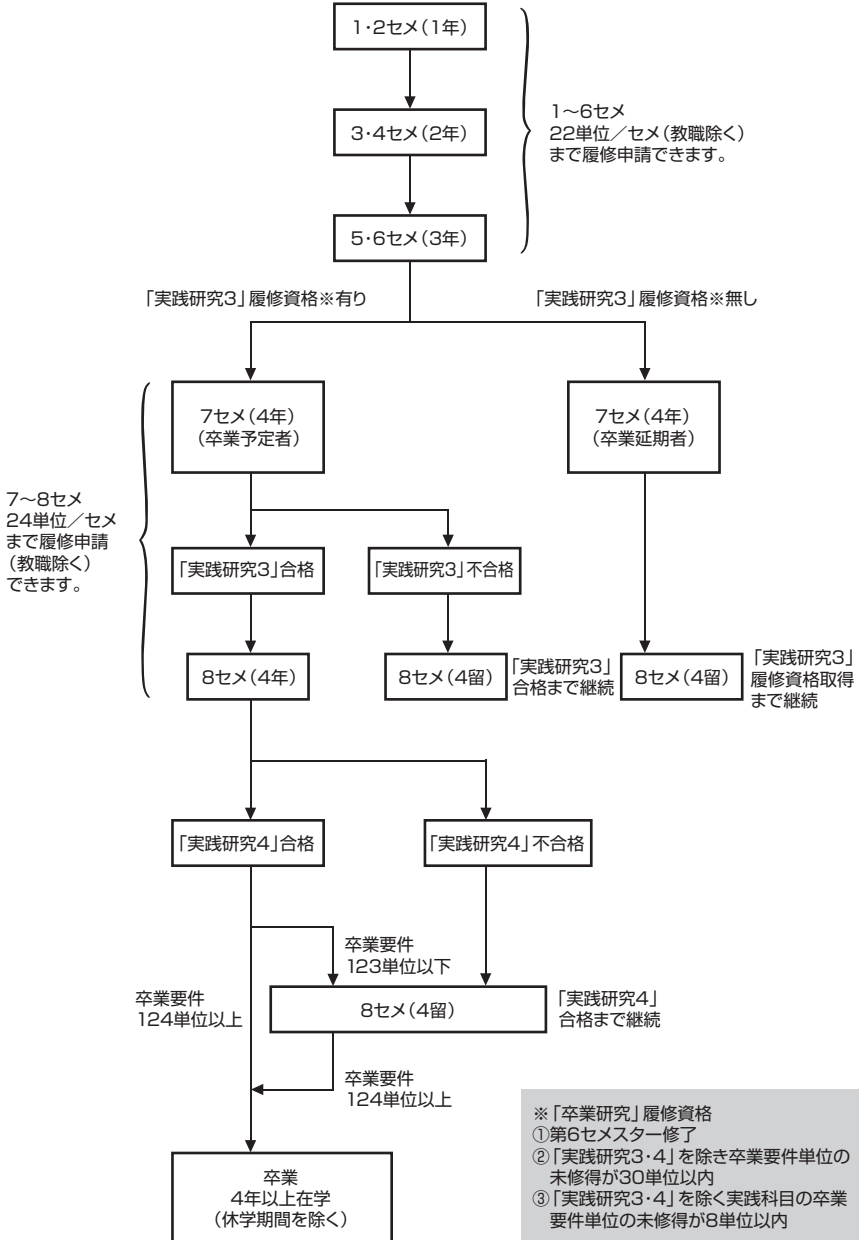 1・2セメ（1年）
3・4セメ（2年）
1～6セメ
22単位／セメ（教職除く）
まで履修申請できます。
5・6セメ（3年）
「実践研究3」履修資格※有り
「実践研究3」履修資格※無し
7セメ（4年）
（卒業予定者）
7セメ（4年）
（卒業延期者）
7～8セメ
24単位／セメ
まで履修申請
（教職除く）
できます。
「実践研究3」合格
「実践研究3」不合格
8セメ（4年）
8セメ（4留）
「実践研究3」
合格まで継続
8セメ（4留）
「実践研究3」
履修資格取得
まで継続
「実践研究4」合格
「実践研究4」不合格
卒業要件
123単位以下
卒業要件
124単位以上
8セメ（4留）
「実践研究4」
合格まで継続
卒業要件
124単位以上
卒業
4年以上在学
（休学期間を除く）
※「卒業研究」履修資格
①第6セメスター修了
②「実践研究3・4」を除き卒業要件単位の
未修得が30単位以内
③「実践研究3・4」を除く実践科目の卒業
要件単位の未修得が8単位以内